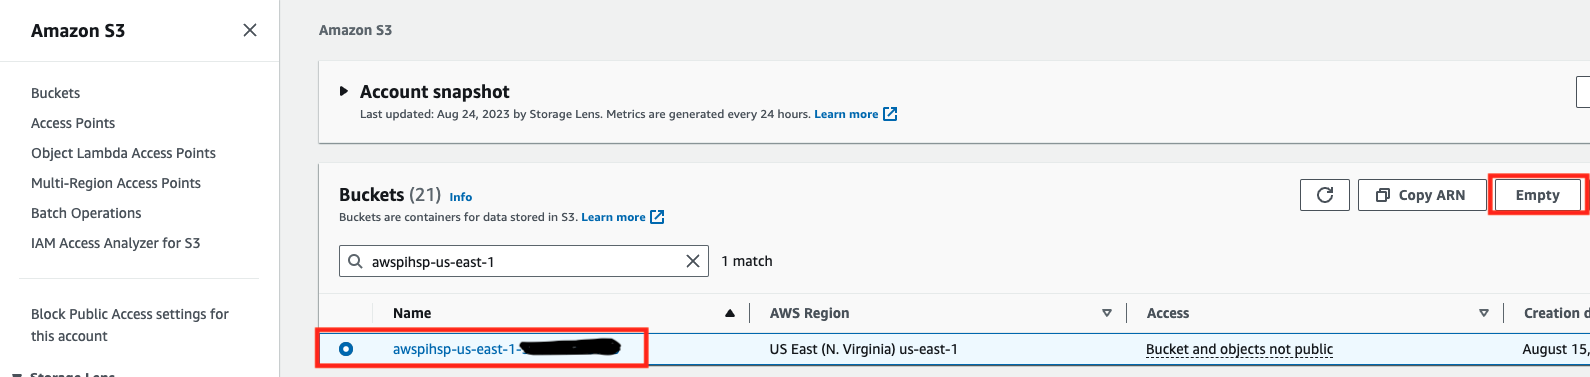 Amazon S3
Buckets
Access Points
Object Lambda Access Points
Multi-Region Access Points
Batch Operations
IAM Access Analyzer for S3
Block Public Access settings for
this account
Storage Lens
Amazon S3
Account snapshot
Last updated: Aug 24, 2023 by Storage Lens. Metrics are generated every 24 hours. Learn more
Buckets (21) Info
Buckets are containers for data stored in S3. Learn more
Copy ARN Empty
awspihsp-us-east-1 1 match
Name AWS Region Access Creation d
awspihsp-us-east-1- US East (N. Virginia) us-east-1 Bucket and objects not public August 15,